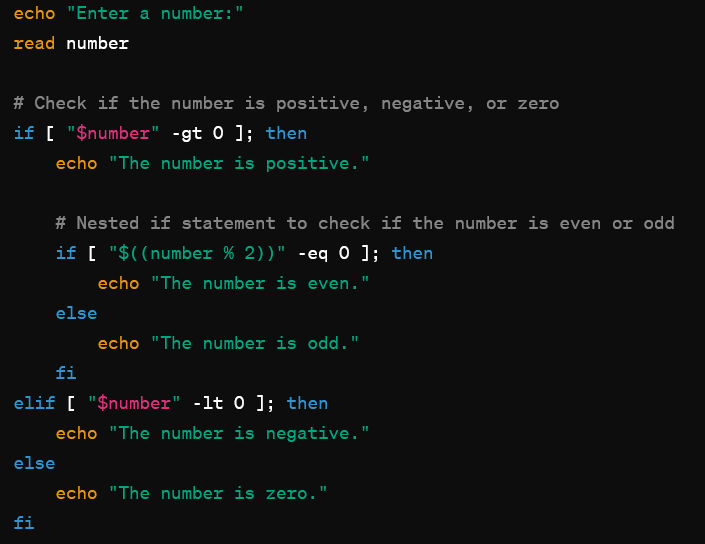 echo "Enter a number:"
read number
# Check if the number is positive, negative, or zero
if [ "$number" -gt 0 ]; then
    echo "The number is positive."
    # Nested if statement to check if the number is even or odd
    if [ "$((number % 2))" -eq 0 ]; then
        echo "The number is even."
    else
        echo "The number is odd."
    fi
elif [ "$number" -lt 0 ]; then
    echo "The number is negative."
else
    echo "The number is zero."
fi